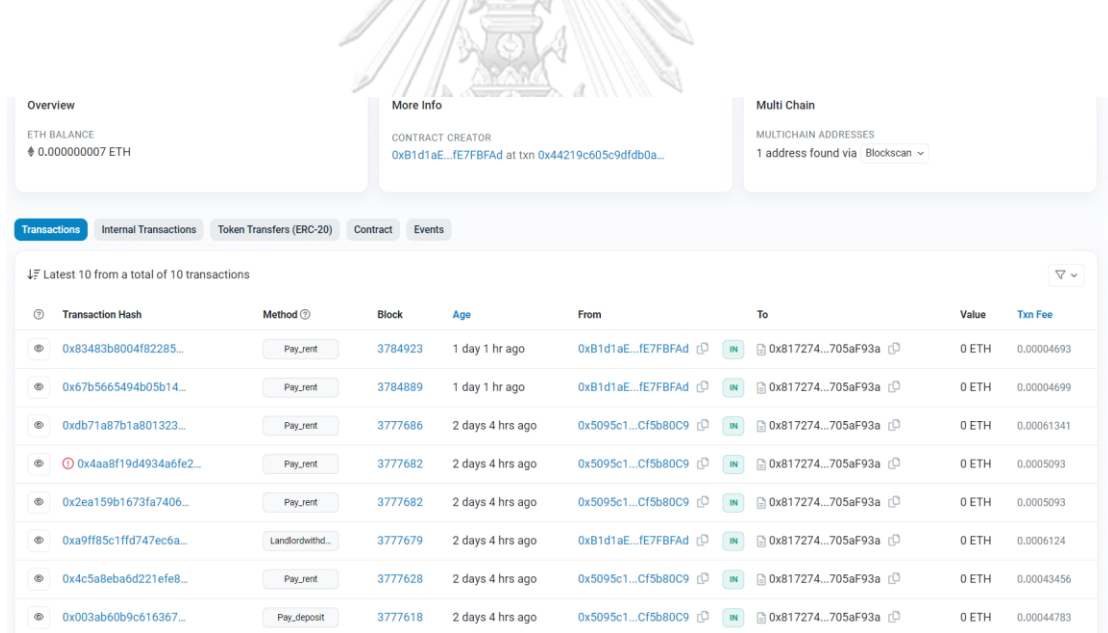 Overview
More Info
Multi Chain
ETH BALANCE
0.000000007 ETH
CONTRACT CREATOR
0xB1d1aE...fE7FBFAd at txn 0x44219c605c9dfdb0a...
MULTICHAIN ADDRESSES
1 address found via Blockscan
Transactions Internal Transactions Token Transfers (ERC-20) Contract Events
Latest 10 from a total of 10 transactions
Transaction Hash Method Block Age From To Value Txn Fee
0x83483b8004f82285... Pay_rent 3784923 1 day 1 hr ago 0xB1d1aE...fE7FBFAd IN 0x817274...705aF93a 0 ETH 0.00004693
0x67b5665494b05b14... Pay_rent 3784889 1 day 1 hr ago 0xB1d1aE...fE7FBFAd IN 0x817274...705aF93a 0 ETH 0.00004699
0xdb71a87b1a801323... Pay_rent 3777686 2 days 4 hrs ago 0x5095c1...Cf5b80C9 IN 0x817274...705aF93a 0 ETH 0.00061341
0x4aa8f19d4934a6fe2... Pay_rent 3777682 2 days 4 hrs ago 0x5095c1...Cf5b80C9 IN 0x817274...705aF93a 0 ETH 0.0005093
0x2ea159b1673fa7406... Pay_rent 3777682 2 days 4 hrs ago 0x5095c1...Cf5b80C9 IN 0x817274...705aF93a 0 ETH 0.0005093
0xa9ff85c1ffd747ec6a... Landlordwithd... 3777679 2 days 4 hrs ago 0xB1d1aE...fE7FBFAd IN 0x817274...705aF93a 0 ETH 0.0006124
0x4c5a8eba6d221efe8... Pay_rent 3777628 2 days 4 hrs ago 0x5095c1...Cf5b80C9 IN 0x817274...705aF93a 0 ETH 0.00043456
0x003ab60b9c616367... Pay_deposit 3777618 2 days 4 hrs ago 0x5095c1...Cf5b80C9 IN 0x817274...705aF93a 0 ETH 0.00044783